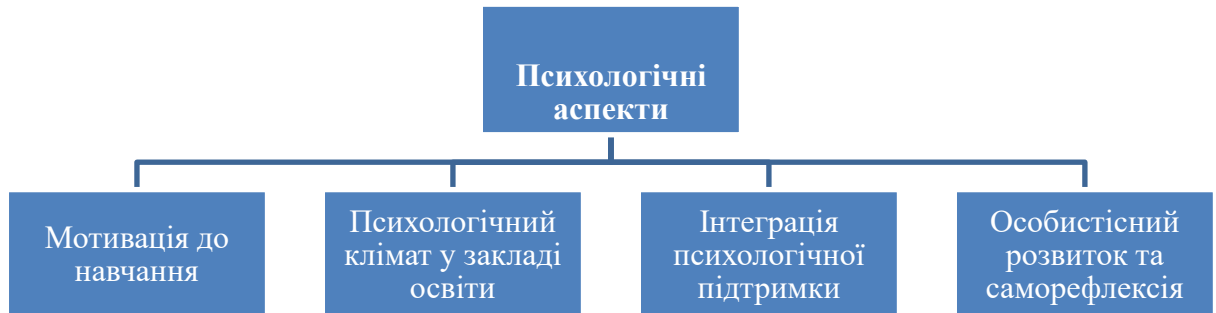 Психологічні
аспекти
Мотивація до
навчання
Психологічний
клімат у закладі
освіти
Інтеграція
психологічної
підтримки
Особистісний
розвиток та
саморефлексія